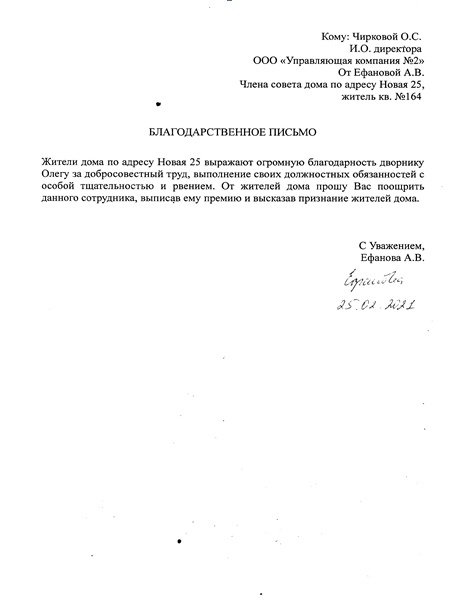 Кому: Чирковой О.С.
И.О. директора
ООО «Управляющая компания №2»
От Ефановой А.В.
Члена совета дома по адресу Новая 25,
житель кв. №164
БЛАГОДАРСТВЕННОЕ ПИСЬМО
Жители дома по адресу Новая 25 выражают огромную благодарность дворнику
Олегу за добросовестный труд, выполнение своих должностных обязанностей с
особой тщательностью и рвением. От жителей дома прошу Вас поощрить
данного сотрудника, выписав ему премию и высказав признание жителей дома.
С Уважением,
Ефанова А.В.
25.02.2021